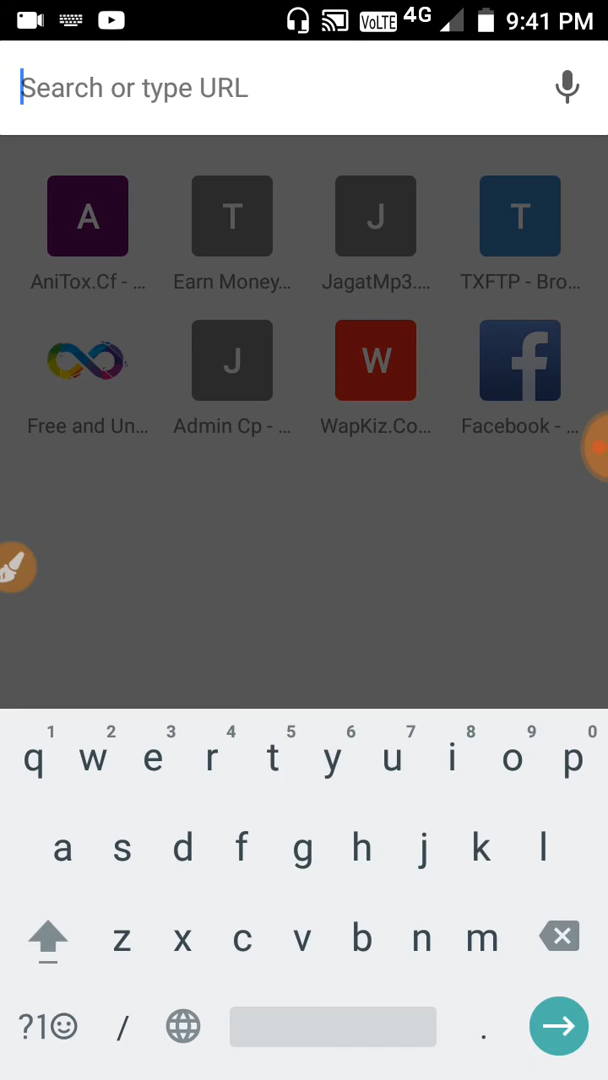 VoLTE 4G 9:41 PM
Search or type URL
A T J T
AniTox.Cf - ... Earn Money... JagatMp3.... TXFTP - Bro...
J W f
Free and Un... Admin Cp - ... WapKiz.Co... Facebook - ...
1 2 3 4 5 6 7 8 9 0
q w e r t y u i o p
a s d f g h j k l
z x c v b n m
?1☺ / .